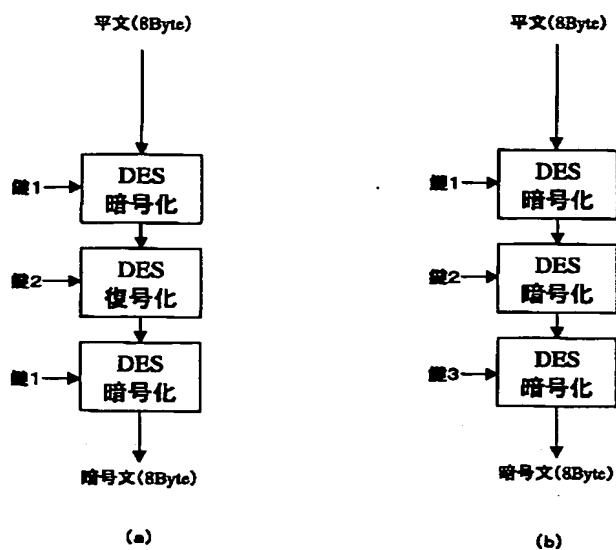 平文(8Byte)
鍵1
DES
暗号化
鍵2
DES
復号化
鍵1
DES
暗号化
暗号文(8Byte)
(a)
平文(8Byte)
鍵1
DES
暗号化
鍵2
DES
暗号化
鍵3
DES
暗号化
暗号文(8Byte)
(b)